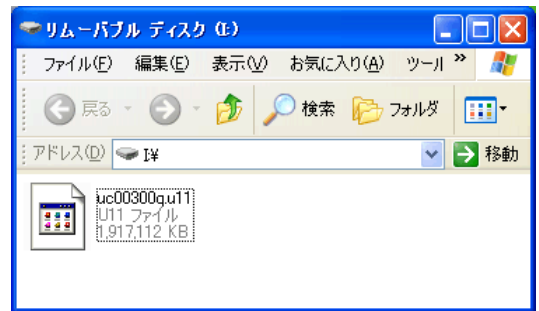 リムーバブル ディスク (I:)
ファイル(F) 編集(E) 表示(V) お気に入り(A) ツール »
戻る 検索 フォルダ
アドレス(D) I:¥ 移動
uc00300q.u11
U11 ファイル
1,917,112 KB